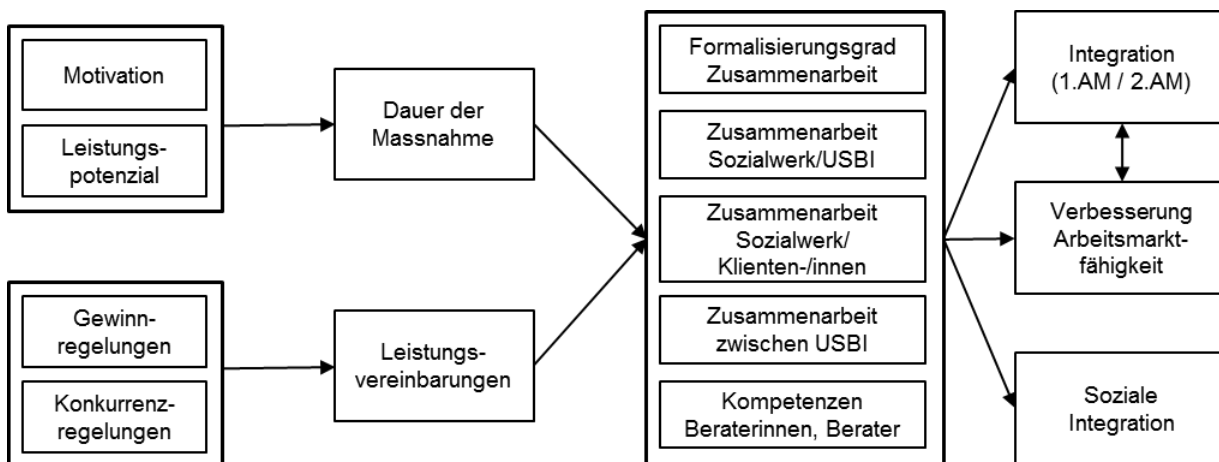 Motivation
Leistungs-
potenzial
Gewinn-
regelungen
Konkurrenz-
regelungen
Dauer der
Massnahme
Leistungs-
vereinbarungen
Formalisierungsgrad
Zusammenarbeit
Zusammenarbeit
Sozialwerk/USBI
Zusammenarbeit
Sozialwerk/
Klienten-/innen
Zusammenarbeit
zwischen USBI
Kompetenzen
Beraterinnen, Berater
Integration
(1.AM / 2.AM)
Verbesserung
Arbeitsmarkt-
fähigkeit
Soziale
Integration